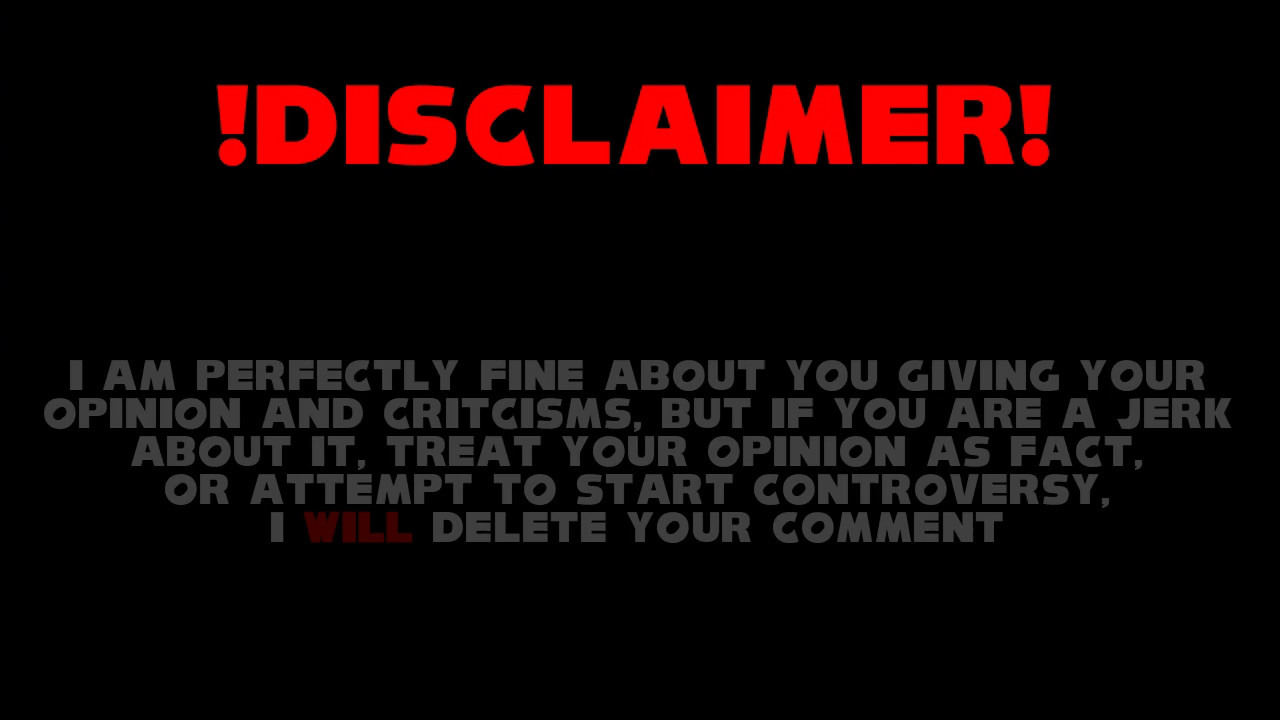 !DISCLAIMER!
I AM PERFECTLY FINE ABOUT YOU GIVING YOUR
OPINION AND CRITCISMS, BUT IF YOU ARE A JERK
ABOUT IT, TREAT YOUR OPINION AS FACT,
OR ATTEMPT TO START CONTROVERSY,
I WILL DELETE YOUR COMMENT